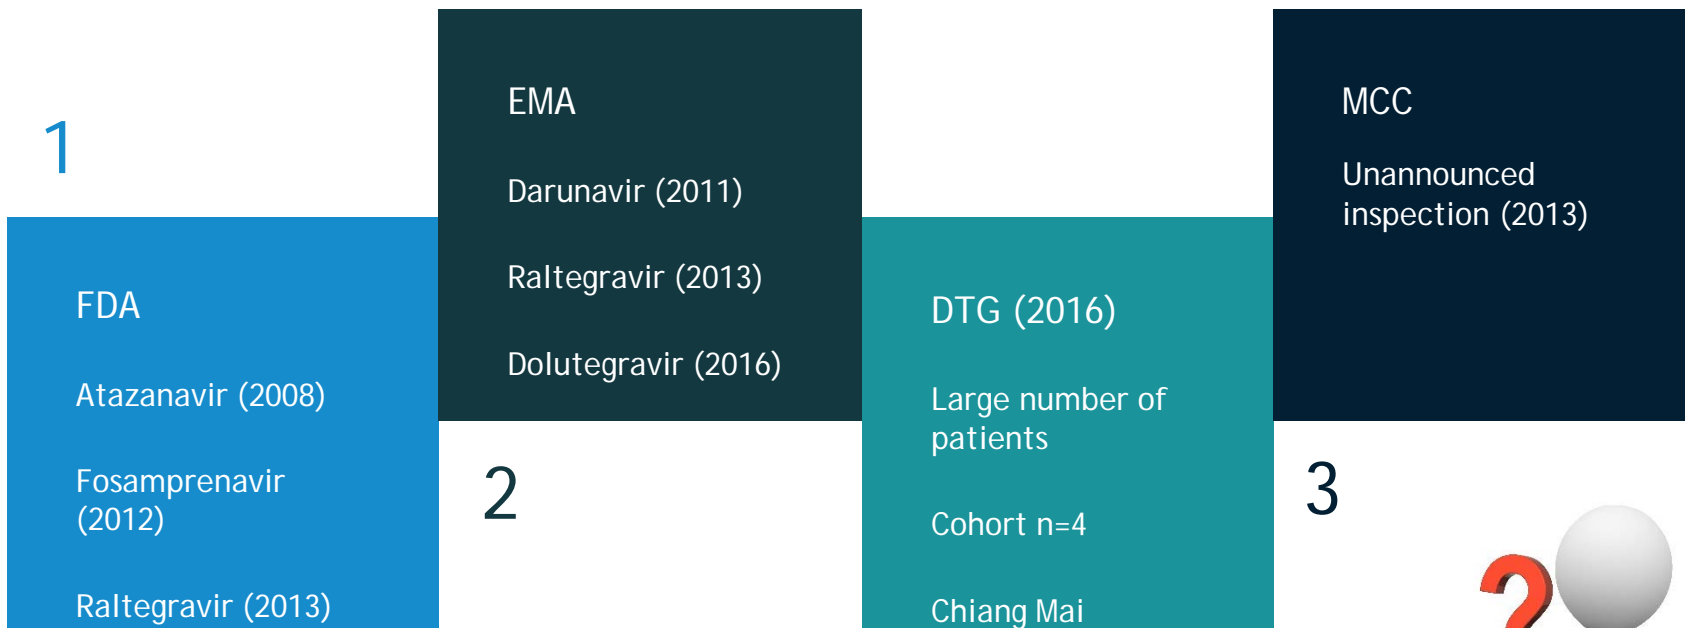 1
FDA
Atazanavir (2008)
Fosamprenavir
(2012)
Raltegravir (2013)
EMA
Darunavir (2011)
Raltegravir (2013)
Dolutegravir (2016)
2
DTG (2016)
Large number of
patients
Cohort n=4
Chiang Mai
MCC
Unannounced
inspection (2013)
3
?